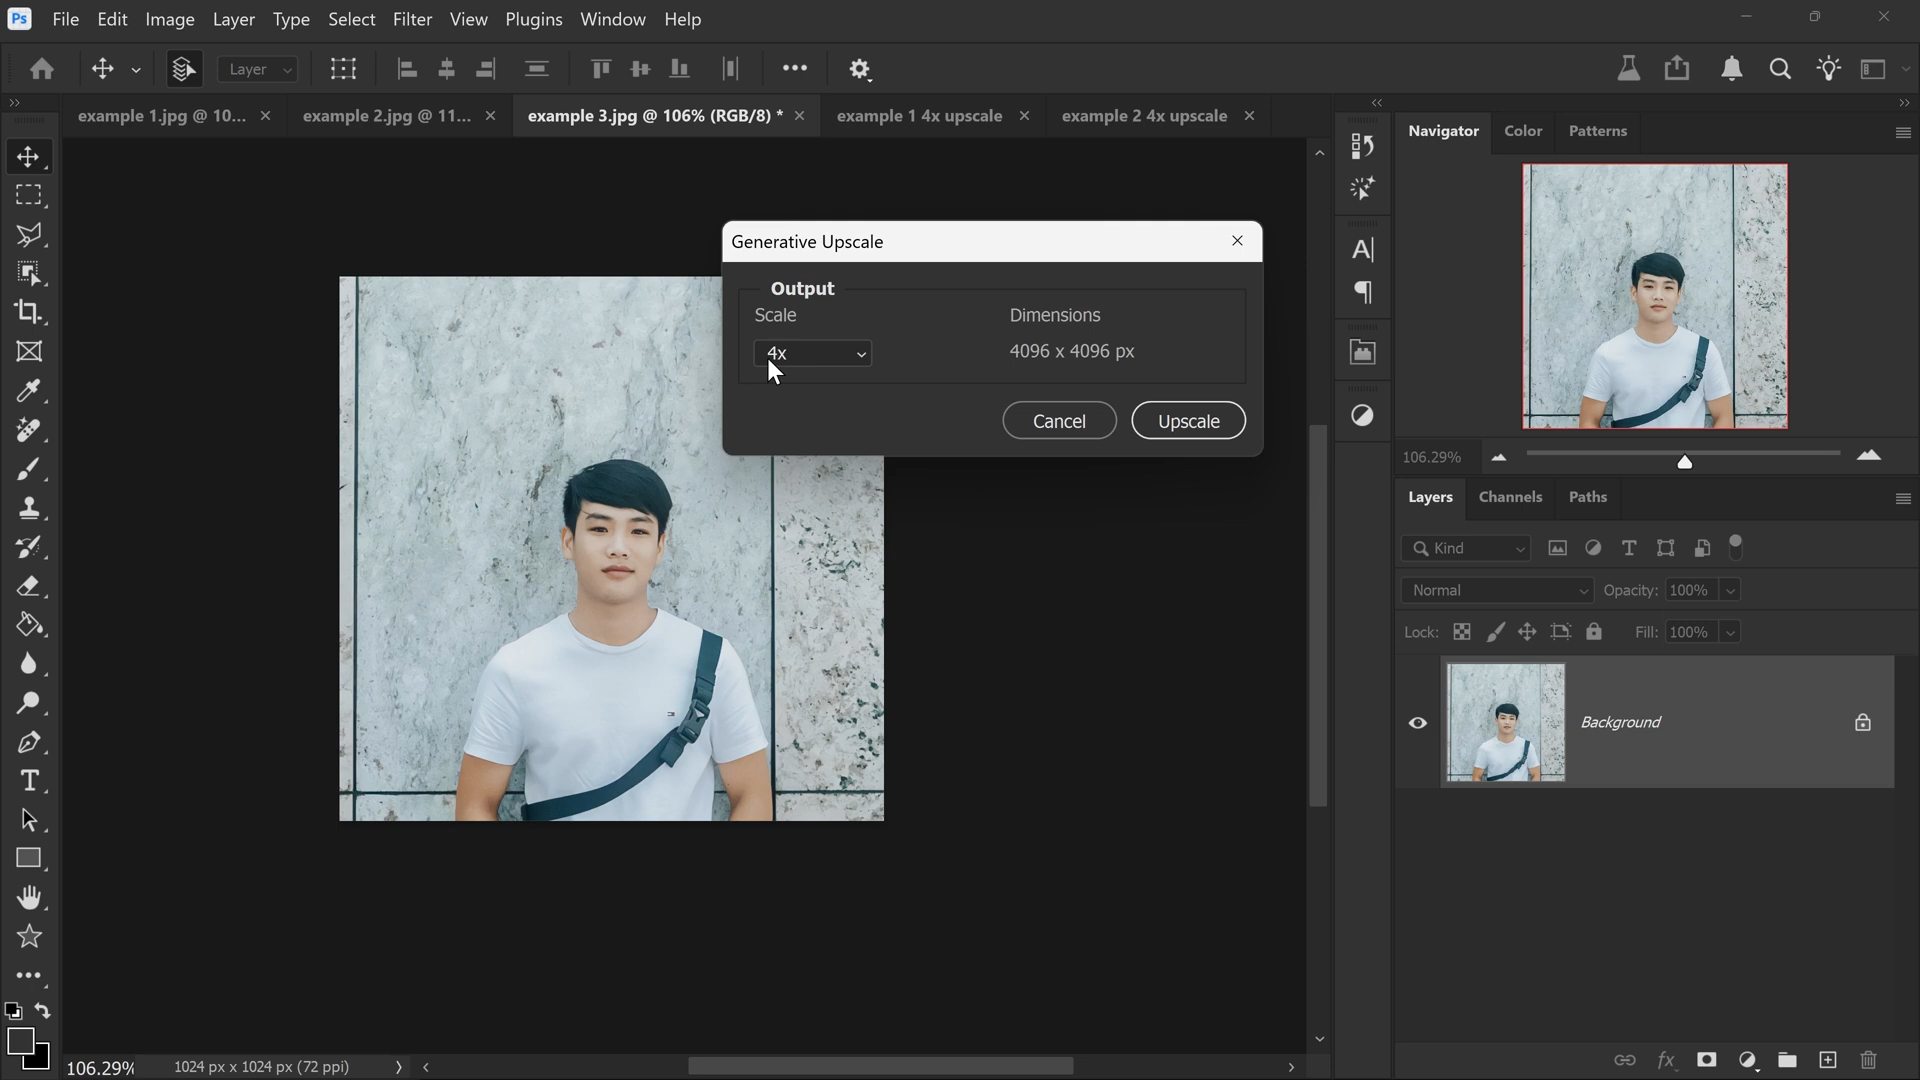 Ps File Edit Image Layer Type Select Filter View Plugins Window Help
Layer
example 1.jpg @ 10... example 2.jpg @ 11... example 3.jpg @ 106% (RGB/8) * example 1 4x upscale example 2 4x upscale
Navigator Color Patterns
Generative Upscale
Output
Scale Dimensions
4x 4096 x 4096 px
Cancel Upscale
106.29%
Layers Channels Paths
Kind
Normal Opacity: 100%
Lock: Fill: 100%
Background
106.29% 1024 px x 1024 px (72 ppi)